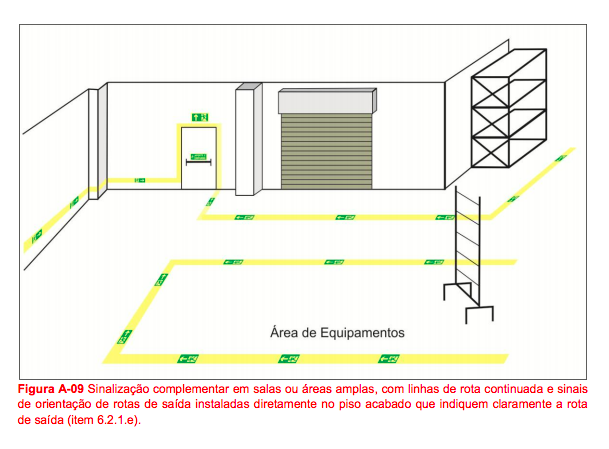 Área de Equipamentos
Figura A-09 Sinalização complementar em salas ou áreas amplas, com linhas de rota continuada e sinais
de orientação de rotas de saída instaladas diretamente no piso acabado que indiquem claramente a rota
de saída (item 6.2.1.e).